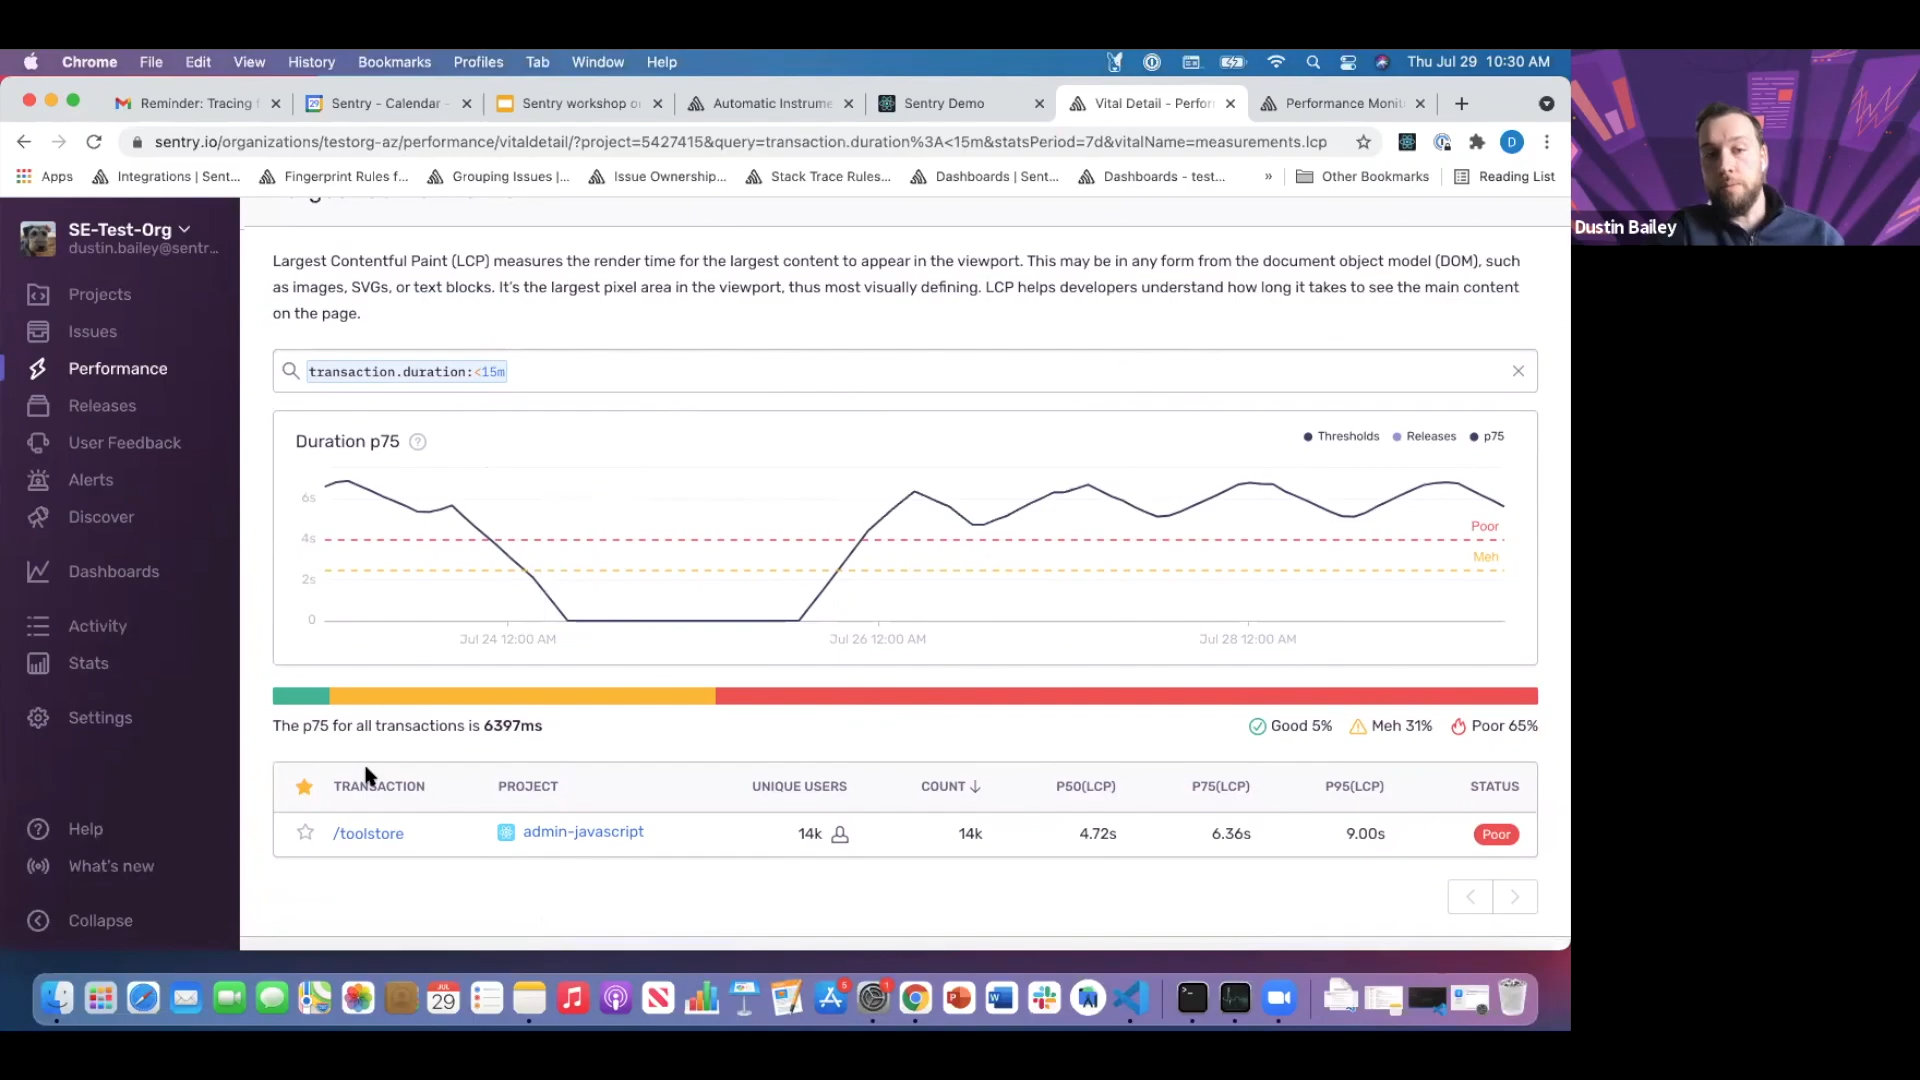 Chrome File Edit View History Bookmarks Profiles Tab Window Help Thu Jul 29 10:30 AM
Reminder: Tracing f Sentry - Calendar - Sentry workshop o Automatic Instrume Sentry Demo Vital Detail - Perfor Performance Monit
sentry.io/organizations/testorg-az/performance/vitaldetail/?project=5427415&query=transaction.duration%3A<15m&statsPeriod=7d&vitalName=measurements.lcp
D
Apps Integrations | Sent... Fingerprint Rules f... Grouping Issues |... Issue Ownership... Stack Trace Rules... Dashboards | Sent... Dashboards - test... » Other Bookmarks Reading List
Dustin Bailey
SE-Test-Org
dustin.bailey@sentr...
Projects
Issues
Performance
Releases
User Feedback
Alerts
Discover
Dashboards
Activity
Stats
Settings
Help
What's new
Collapse
Largest Contentful Paint (LCP) measures the render time for the largest content to appear in the viewport. This may be in any form from the document object model (DOM), such
as images, SVGs, or text blocks. It's the largest pixel area in the viewport, thus most visually defining. LCP helps developers understand how long it takes to see the main content
on the page.
transaction.duration:<15m
Duration p75 ?
Thresholds Releases p75
6s
4s
2s
0
Poor
Meh
Jul 24 12:00 AM Jul 26 12:00 AM Jul 28 12:00 AM
The p75 for all transactions is 6397ms
Good 5% Meh 31% Poor 65%
TRANSACTION PROJECT UNIQUE USERS COUNT P50(LCP) P75(LCP) P95(LCP) STATUS
/toolstore admin-javascript 14k 14k 4.72s 6.36s 9.00s Poor
JUL
29
5
1